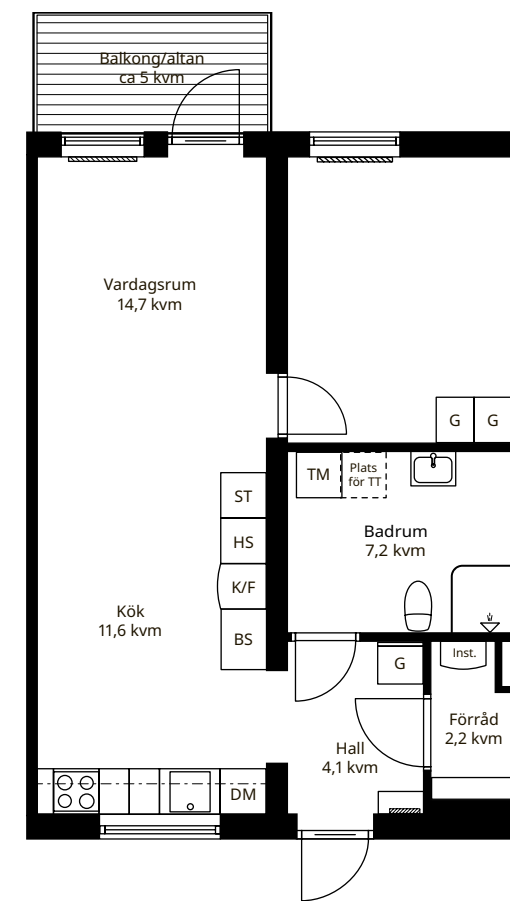 Balkong/altan
ca 5 kvm
Vardagsrum
14,7 kvm
G
G
TM
Plats
för TT
ST
HS
Badrum
7,2 kvm
K/F
Kök
11,6 kvm
BS
G
Inst.
Förråd
2,2 kvm
Hall
4,1 kvm
DM